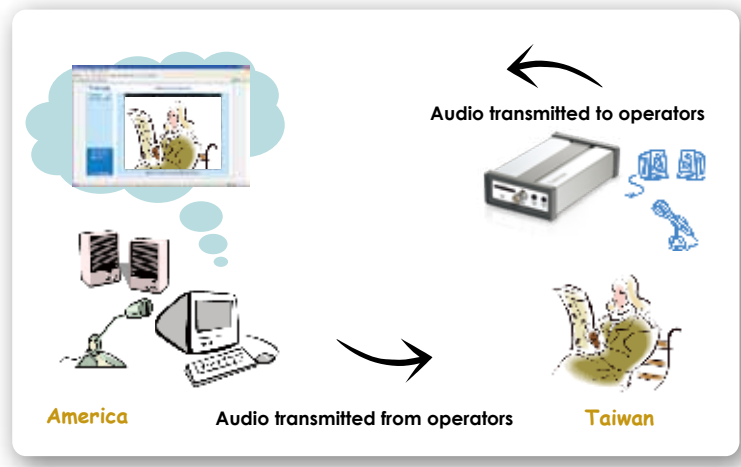 Audio transmitted to operators
America
Audio transmitted from operators
Taiwan